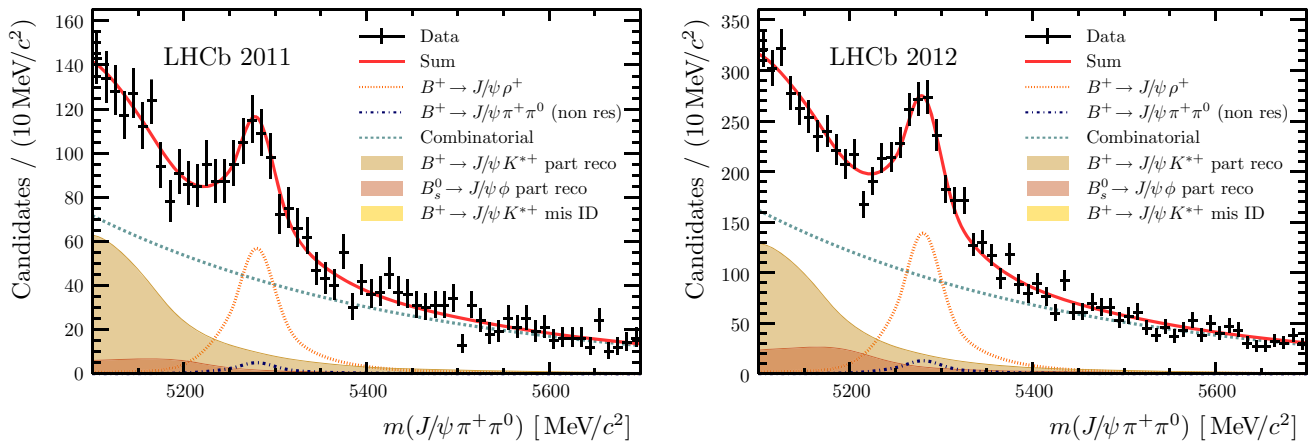 Candidates / (10 MeV/c²)
160
140
120
100
80
60
40
20
0
LHCb 2011
Data
Sum
B⁺ → J/ψ ρ⁺
B⁺ → J/ψ π⁺π⁰ (non res)
Combinatorial
B⁺ → J/ψ K*⁺ part reco
B⁰ₛ → J/ψ ϕ part reco
B⁺ → J/ψ K*⁺ mis ID
5200 5400 5600
m(J/ψ π⁺π⁰) [MeV/c²]
Candidates / (10 MeV/c²)
350
300
250
200
150
100
50
0
LHCb 2012
Data
Sum
B⁺ → J/ψ ρ⁺
B⁺ → J/ψ π⁺π⁰ (non res)
Combinatorial
B⁺ → J/ψ K*⁺ part reco
B⁰ₛ → J/ψ ϕ part reco
B⁺ → J/ψ K*⁺ mis ID
5200 5400 5600
m(J/ψ π⁺π⁰) [MeV/c²]